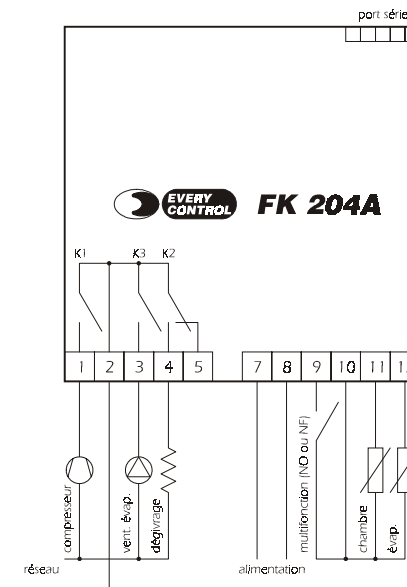 port série
EVERY
CONTROL
FK 204A
K1 K3 K2
1 2 3 4 5 7 8 9 10 11
compresseur
vent. évap.
dégivrage
multifonction (NO ou NF)
chambre
évap.
réseau
alimentation